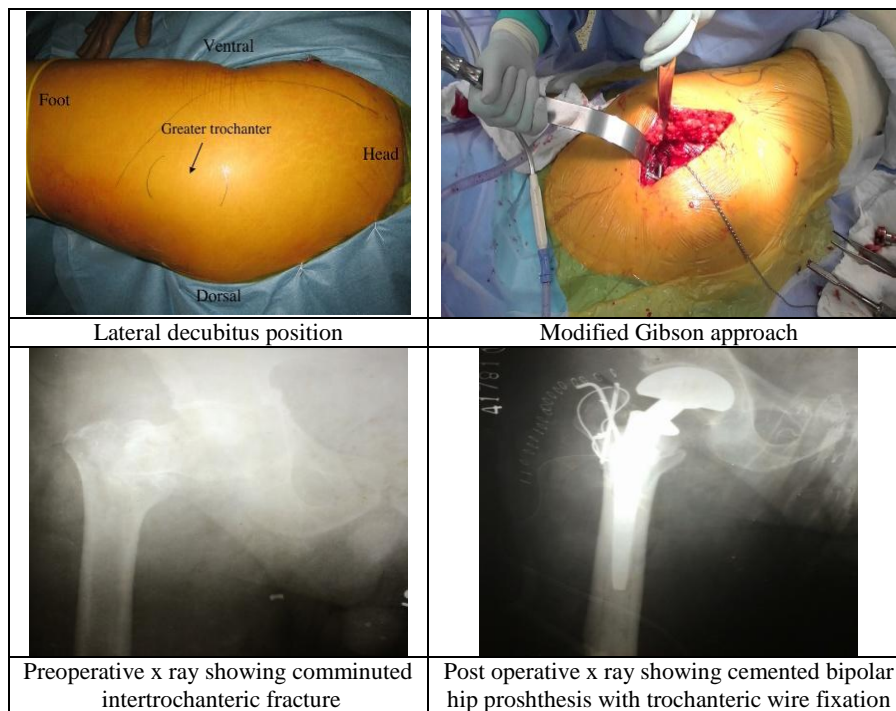 Ventral
Foot
Greater trochanter
Head
Dorsal
Lateral decubitus position
Modified Gibson approach
41781
Preoperative x ray showing comminuted
intertrochanteric fracture
Post operative x ray showing cemented bipolar
hip proshthesis with trochanteric wire fixation